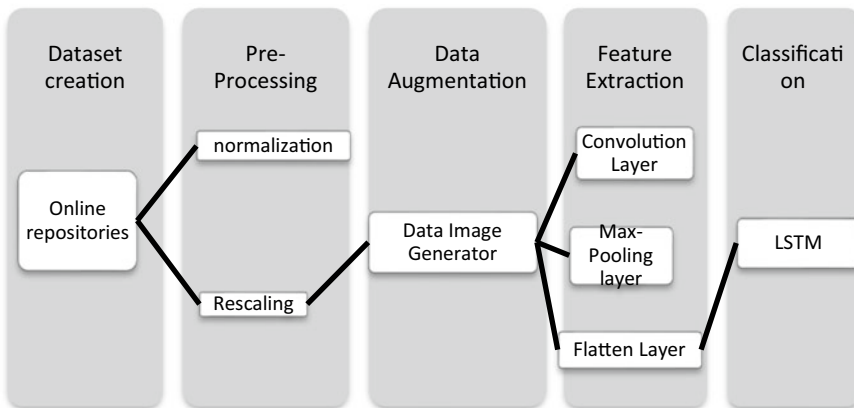 Dataset
creation
Pre-
Processing
Data
Augmentation
Feature
Extraction
Classificati
on
Online
repositories
normalization
Rescaling
Data Image
Generator
Convolution
Layer
Max-
Pooling
layer
Flatten Layer
LSTM